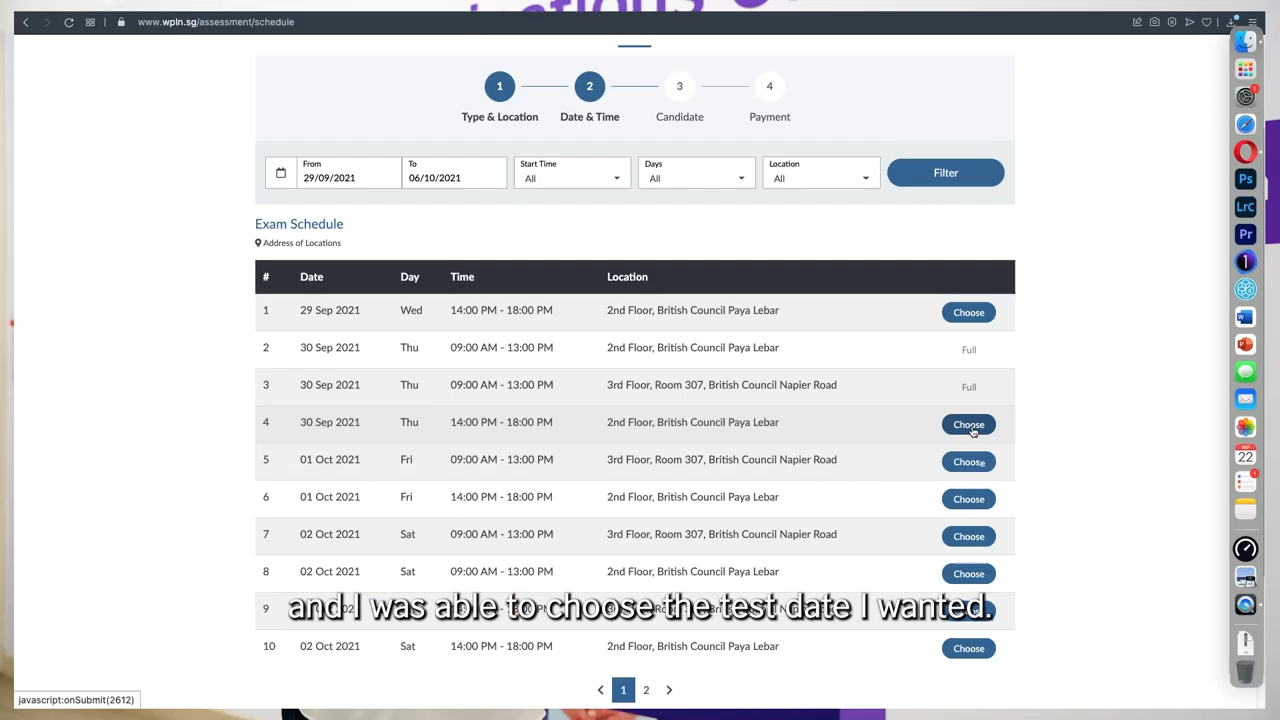 www.wpln.sg/assessment/schedule
1 2 3 4
Type & Location Date & Time Candidate Payment
From 29/09/2021 To 06/10/2021 Start Time All Days All Location All Filter
Exam Schedule
Address of Locations
# Date Day Time Location
1 29 Sep 2021 Wed 14:00 PM - 18:00 PM 2nd Floor, British Council Paya Lebar Choose
2 30 Sep 2021 Thu 09:00 AM - 13:00 PM 2nd Floor, British Council Paya Lebar Full
3 30 Sep 2021 Thu 09:00 AM - 13:00 PM 3rd Floor, Room 307, British Council Napier Road Full
4 30 Sep 2021 Thu 14:00 PM - 18:00 PM 2nd Floor, British Council Paya Lebar Choose
5 01 Oct 2021 Fri 09:00 AM - 13:00 PM 3rd Floor, Room 307, British Council Napier Road Choose
6 01 Oct 2021 Fri 14:00 PM - 18:00 PM 2nd Floor, British Council Paya Lebar Choose
7 02 Oct 2021 Sat 09:00 AM - 13:00 PM 3rd Floor, Room 307, British Council Napier Road Choose
8 02 Oct 2021 Sat 09:00 AM - 13:00 PM 2nd Floor, British Council Paya Lebar Choose
9
and I was able to choose the test date I wanted.
10 02 Oct 2021 Sat 14:00 PM - 18:00 PM 2nd Floor, British Council Paya Lebar Choose
1 2
javascript:onSubmit(2612)
Ps
LrC
Pr
1
W
P
SEP
22
1